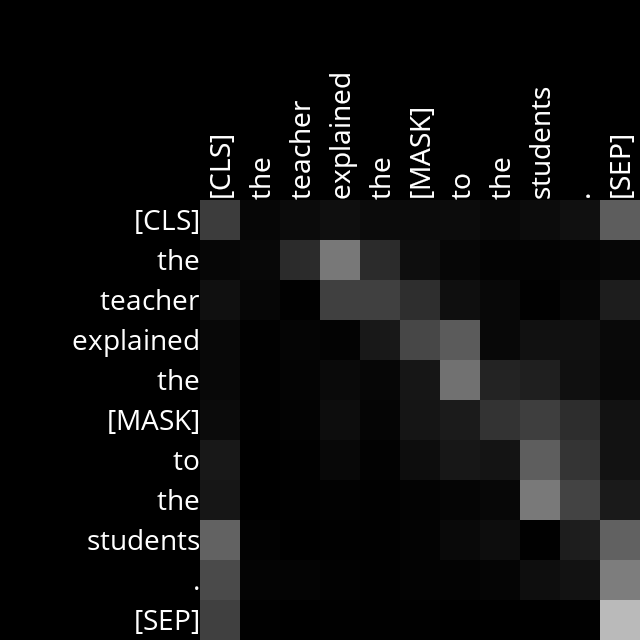 [CLS] the teacher explained the [MASK] to the students . [SEP]
[CLS]
the
teacher
explained
the
[MASK]
to
the
students
.
[SEP]